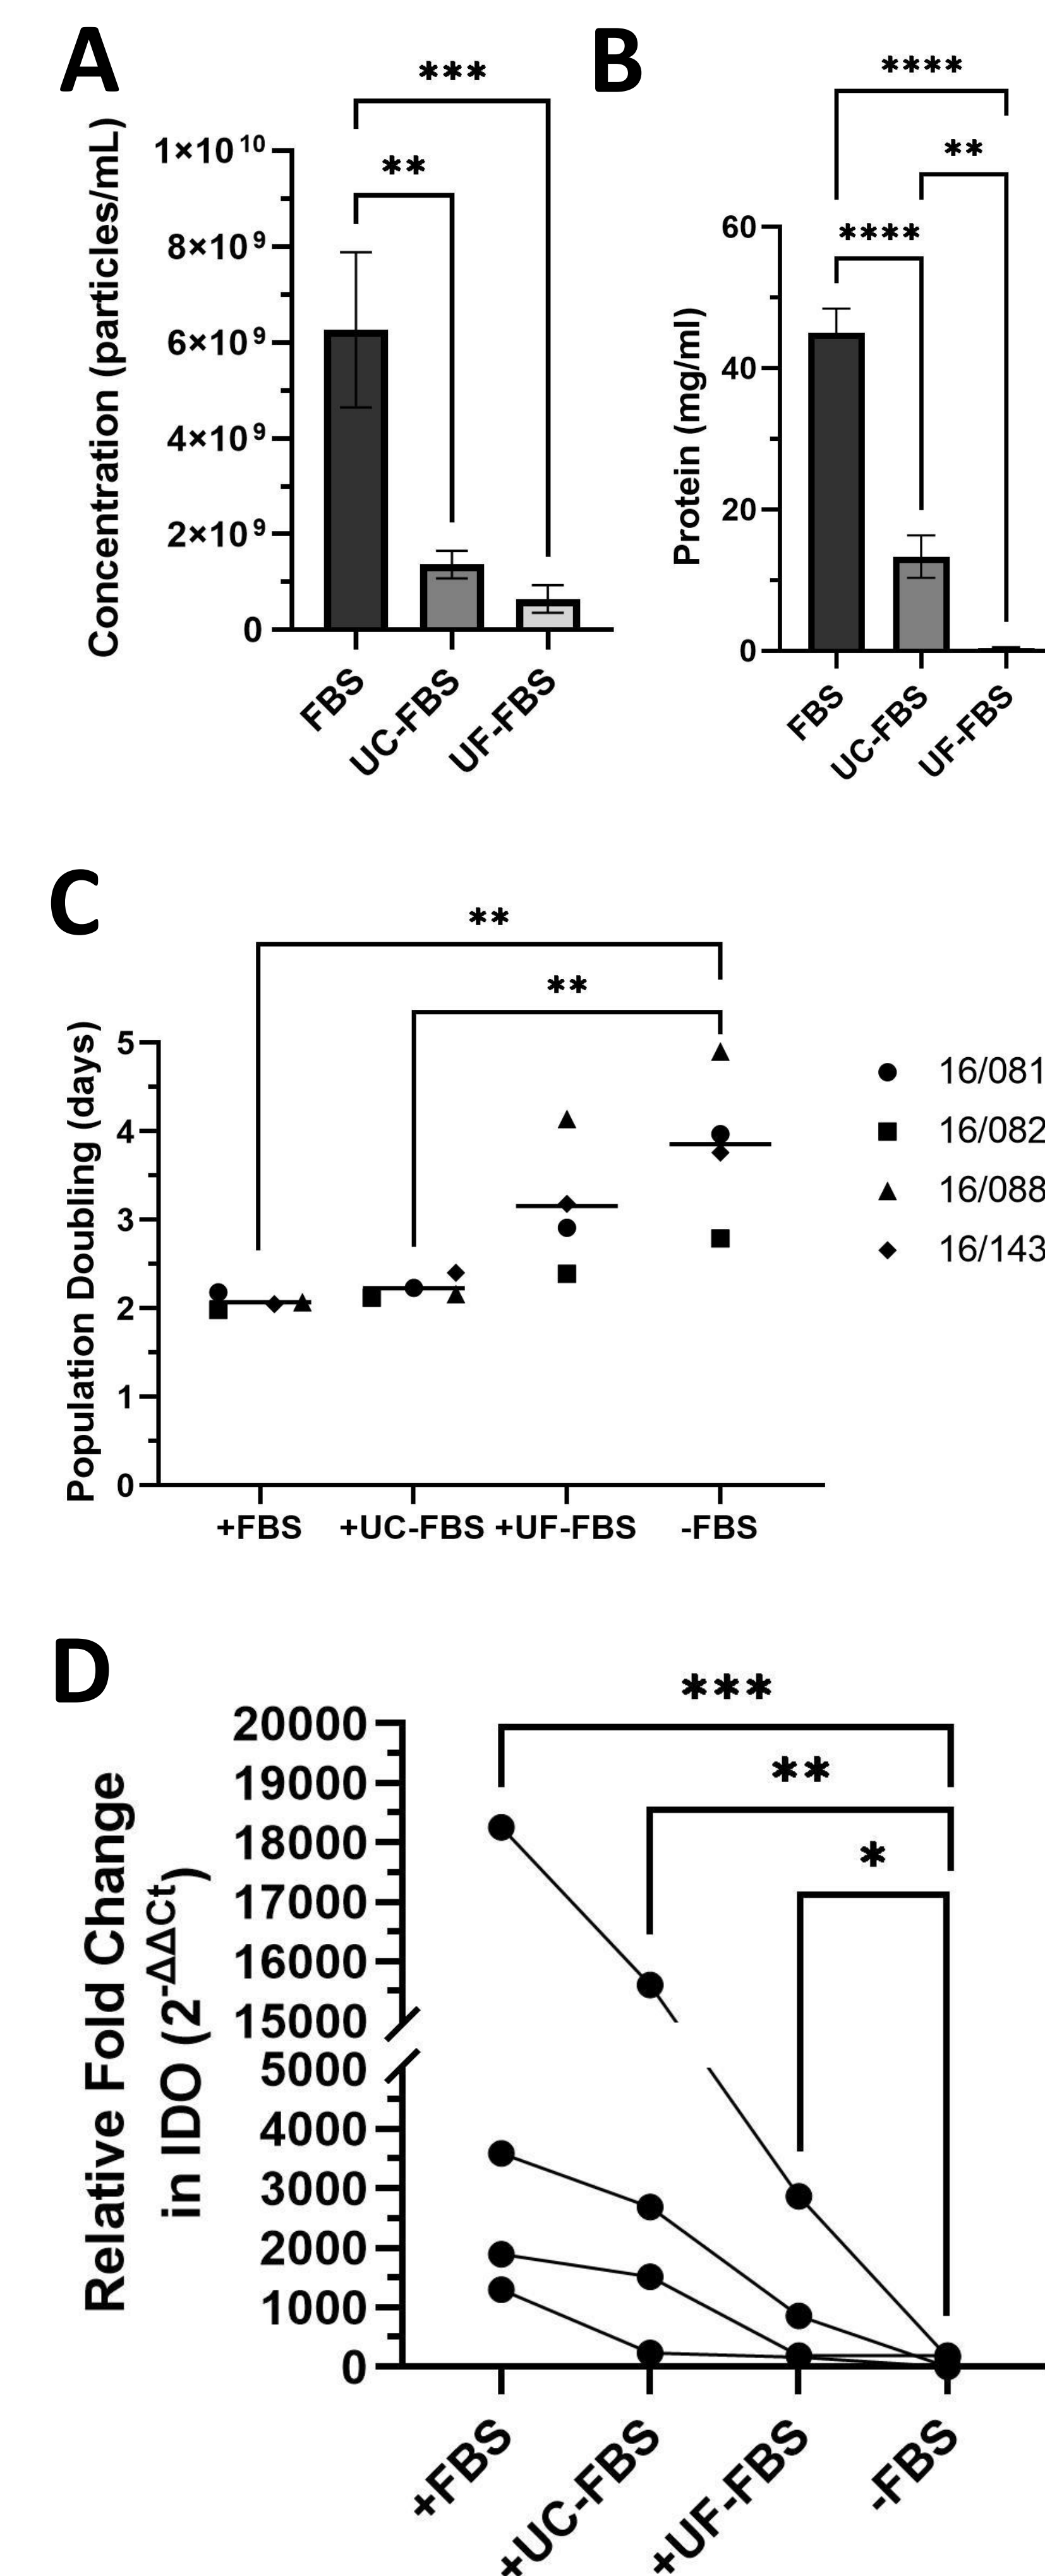 A
***
**
Concentration (particles/mL)
1×10¹⁰
8×10⁹
6×10⁹
4×10⁹
2×10⁹
0
FBS
UC-FBS
UF-FBS
B
****
**
****
Protein (mg/ml)
60
40
20
0
FBS
UC-FBS
UF-FBS
C
**
**
Population Doubling (days)
5
4
3
2
1
0
+FBS
+UC-FBS
+UF-FBS
-FBS
16/081
16/082
16/088
16/143
D
***
**
*
Relative Fold Change
in IDO (2⁻ΔΔCt)
20000
19000
18000
17000
16000
15000
5000
4000
3000
2000
1000
0
+FBS
+UC-FBS
+UF-FBS
-FBS